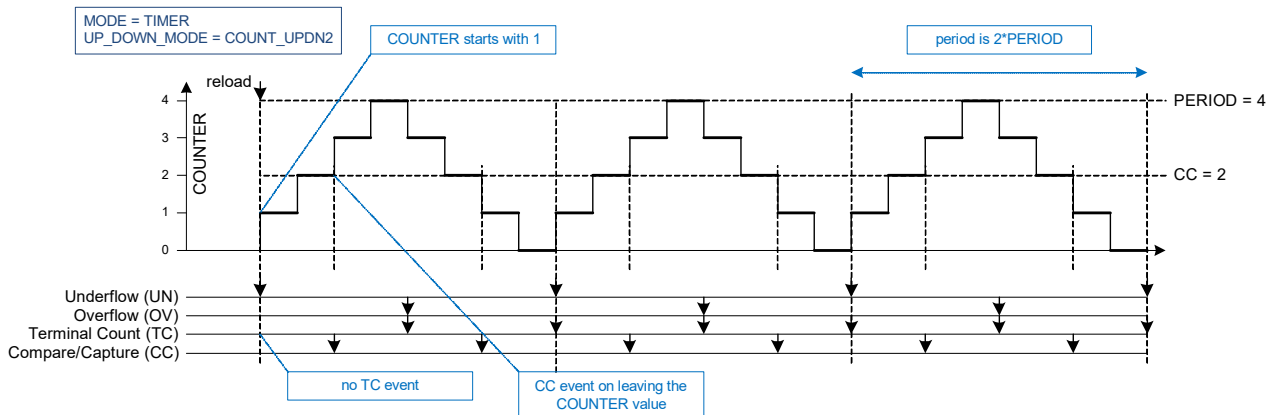 MODE = TIMER
UP_DOWN_MODE = COUNT_UPDN2
COUNTER starts with 1
period is 2*PERIOD
reload
4
PERIOD = 4
3
COUNTER
2
CC = 2
1
0
Underflow (UN)
Overflow (OV)
Terminal Count (TC)
Compare/Capture (CC)
no TC event
CC event on leaving the
COUNTER value